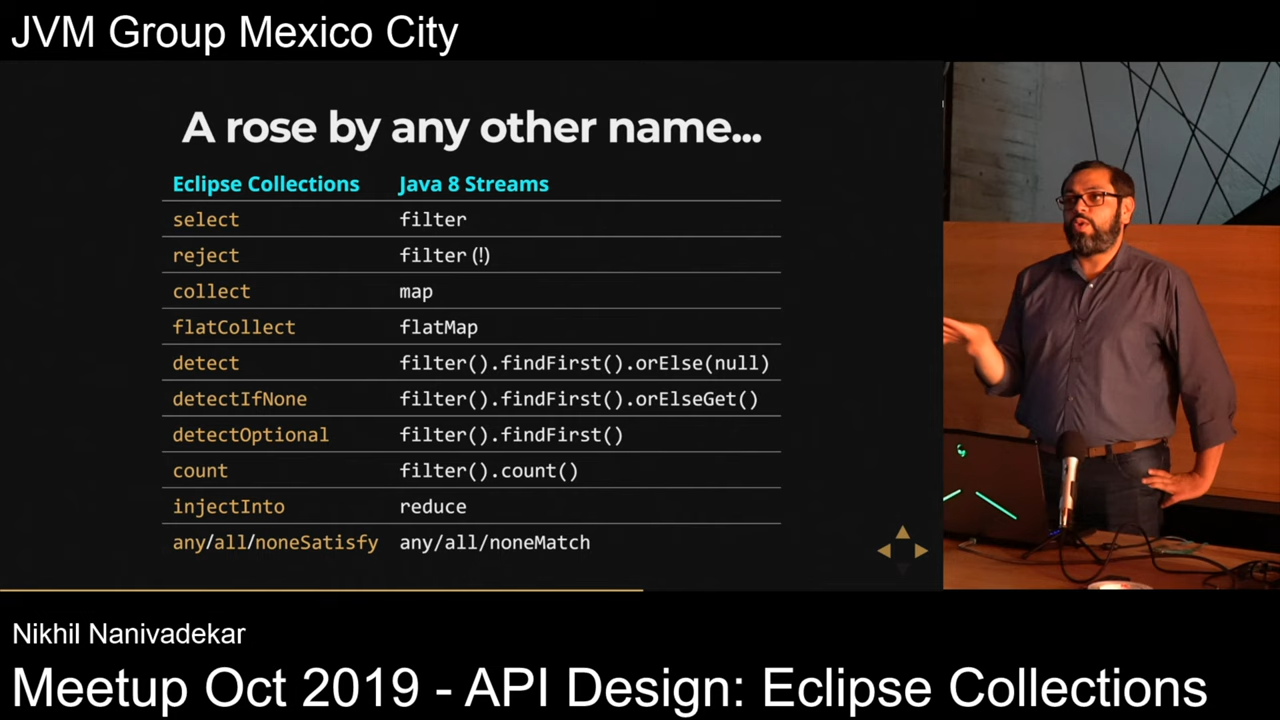 JVM Group Mexico City
A rose by any other name...
Eclipse Collections Java 8 Streams
select filter
reject filter (!)
collect map
flatCollect flatMap
detect filter().findFirst().orElse(null)
detectIfNone filter().findFirst().orElseGet()
detectOptional filter().findFirst()
count filter().count()
injectInto reduce
any/all/noneSatisfy any/all/noneMatch
Nikhil Nanivadekar
Meetup Oct 2019 - API Design: Eclipse Collections